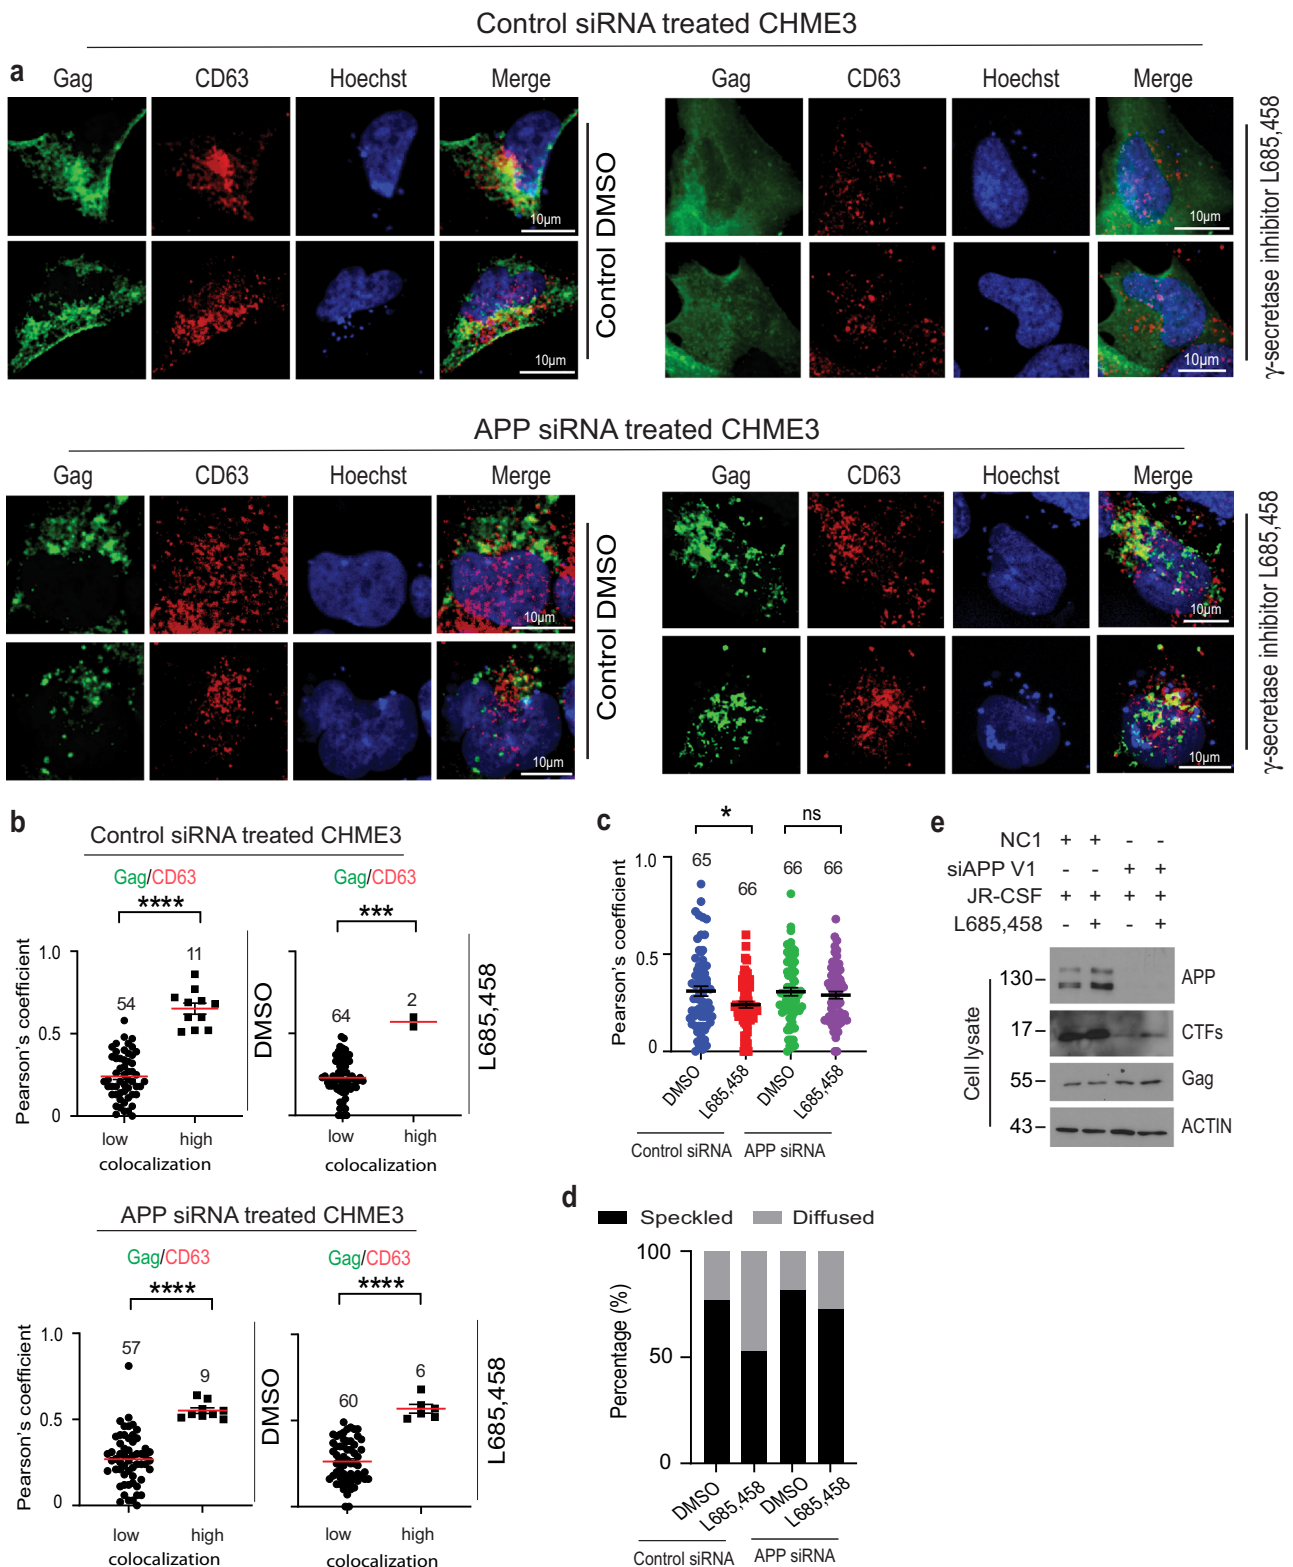 Control siRNA treated CHME3
a
Gag CD63 Hoechst Merge Gag CD63 Hoechst Merge
10µm
10µm
Control DMSO
10µm
10µm
γ-secretase inhibitor L685,458
APP siRNA treated CHME3
Gag CD63 Hoechst Merge Gag CD63 Hoechst Merge
10µm
10µm
Control DMSO
10µm
10µm
γ-secretase inhibitor L685,458
b
Control siRNA treated CHME3
Gag/CD63 Gag/CD63
**** ***
Pearson's coefficient
1.0
0.5
0
54 11
64 2
DMSO
L685,458
low high low high
colocalization colocalization
APP siRNA treated CHME3
Gag/CD63 Gag/CD63
**** ****
Pearson's coefficient
1.0
0.5
0
57 9
60 6
DMSO
L685,458
low high low high
colocalization colocalization
c
* ns
Pearson's coefficient
1.0
0.5
0
65 66 66 66
DMSO L685,458 DMSO L685,458
Control siRNA APP siRNA
d
Speckled Diffused
Percentage (%)
100
50
0
DMSO L685,458 DMSO L685,458
Control siRNA APP siRNA
e
NC1 + + - -
siAPP V1 - - + +
JR-CSF + + + +
L685,458 - + - +
Cell lysate
130 APP
17 CTFs
55 Gag
43 ACTIN